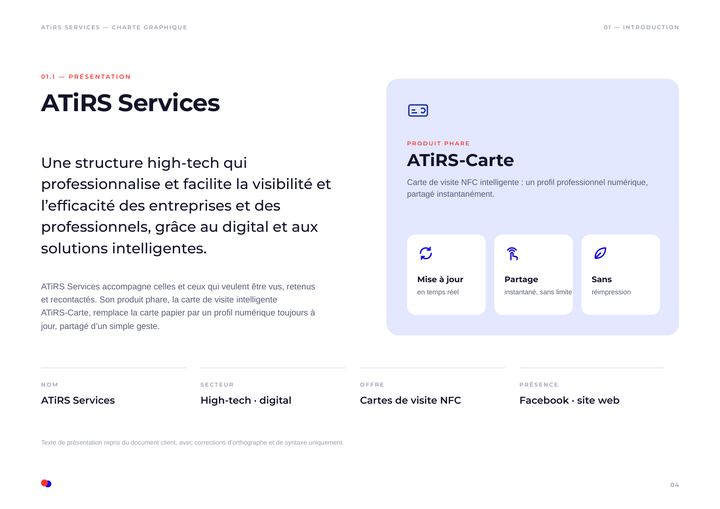 ATiRS SERVICES — CHARTE GRAPHIQUE
01 — INTRODUCTION
01.1 — PRÉSENTATION
ATiRS Services
Une structure high-tech qui
professionnalise et facilite la visibilité et
l’efficacité des entreprises et des
professionnels, grâce au digital et aux
solutions intelligentes.
ATiRS Services accompagne celles et ceux qui veulent être vus, retenus
et recontactés. Son produit phare, la carte de visite intelligente
ATiRS-Carte, remplace la carte papier par un profil numérique toujours à
jour, partagé d’un simple geste.
PRODUIT PHARE
ATiRS-Carte
Carte de visite NFC intelligente : un profil professionnel numérique,
partagé instantanément.
Mise à jour
en temps réel
Partage
instantané, sans limite
Sans
réimpression
NOM
ATiRS Services
SECTEUR
High-tech · digital
OFFRE
Cartes de visite NFC
PRÉSENCE
Facebook · site web
Texte de présentation repris du document client, avec corrections d’orthographe et de syntaxe uniquement.
04